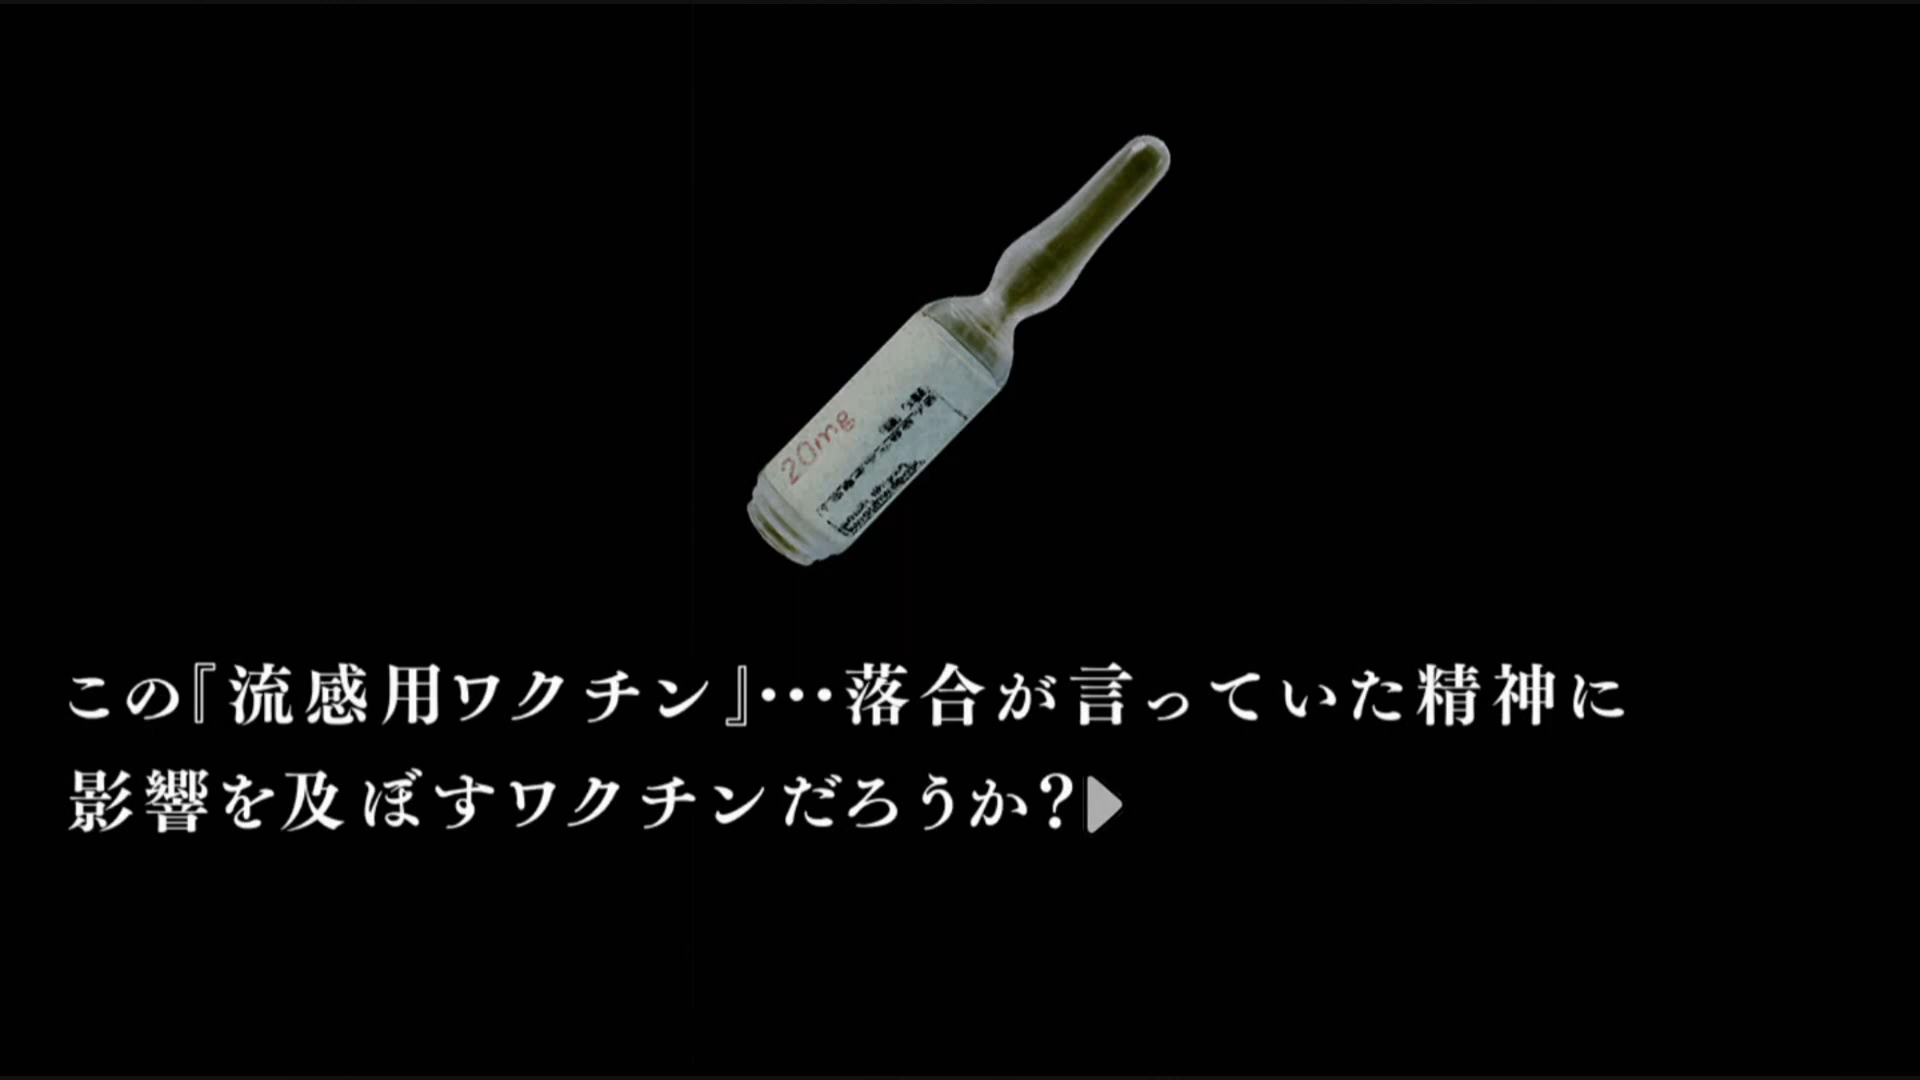 20mg
この『流感用ワクチン』…落合が言っていた精神に
影響を及ぼすワクチンだろうか？